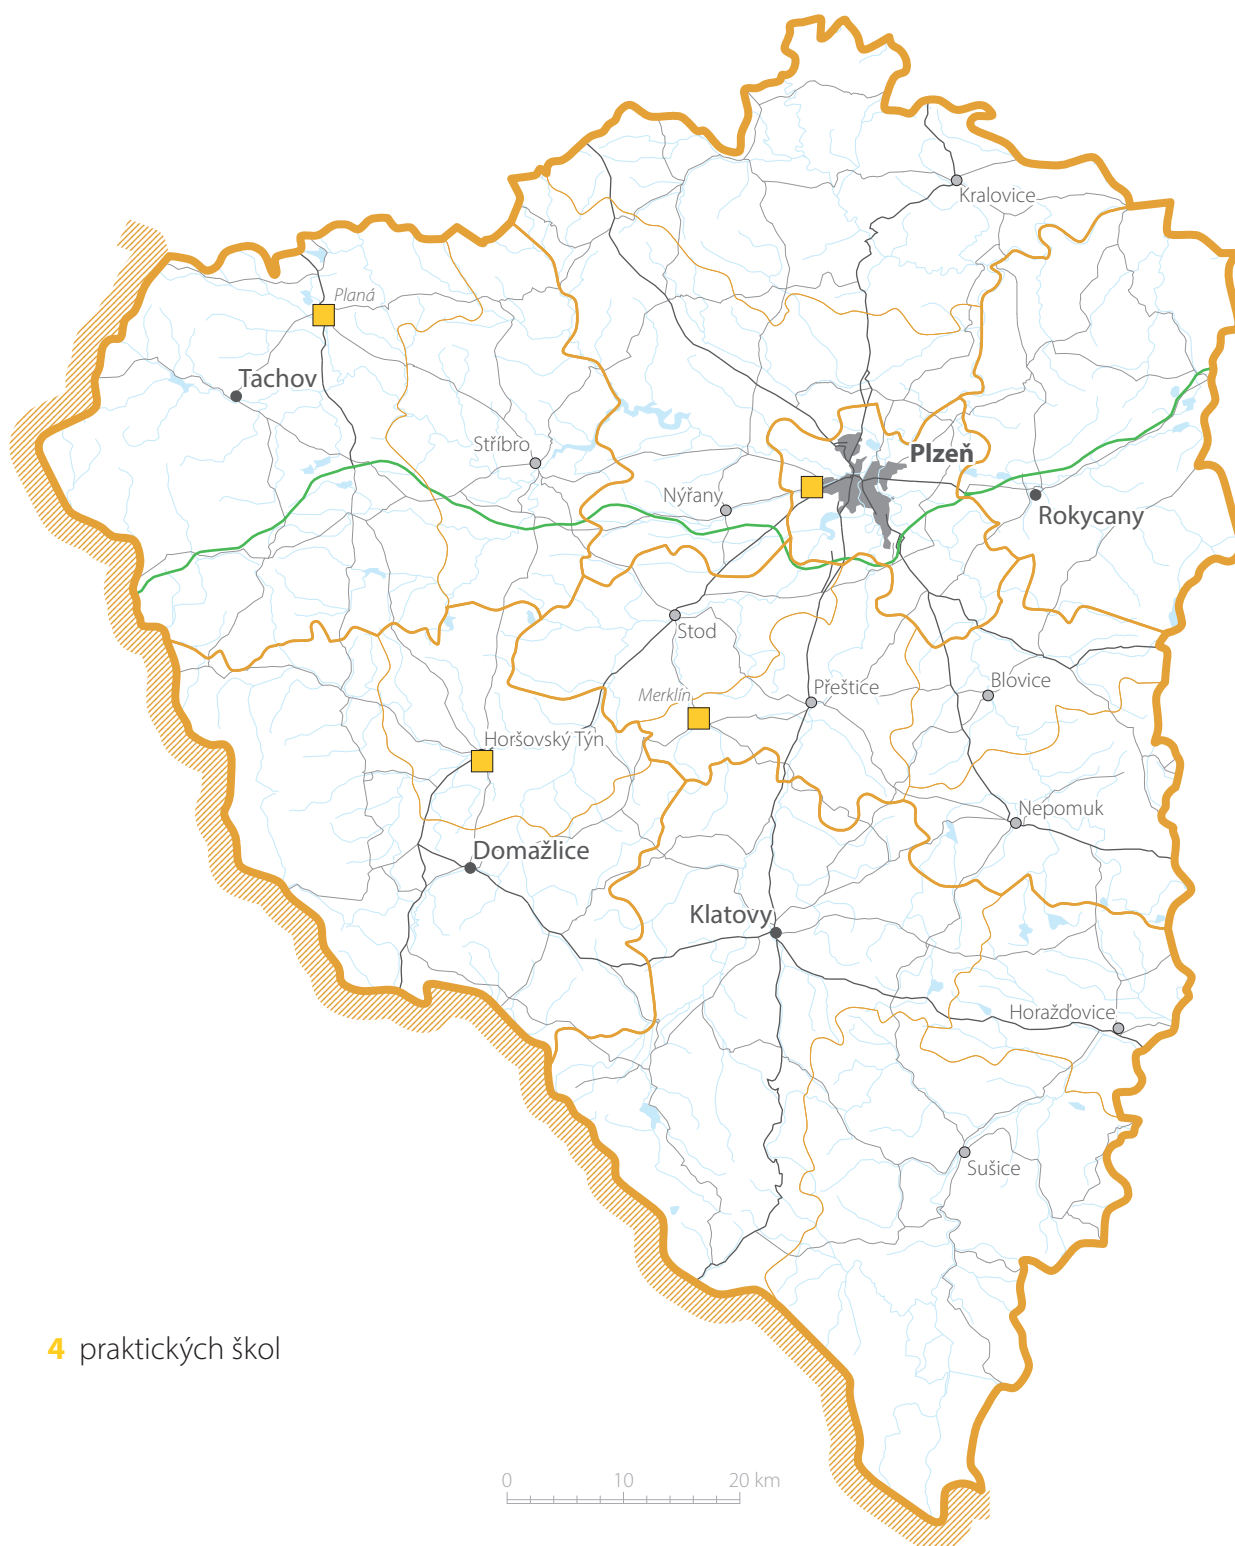 Kralovice
Planá
Tachov
Stříbro
Plzeň
Nýřany
Rokycany
Stod
Blovice
Přeštice
Merklín
Horšovský Týn
Nepomuk
Domažlice
Klatovy
Horažďovice
Sušice
4 praktických škol
0 10 20 km